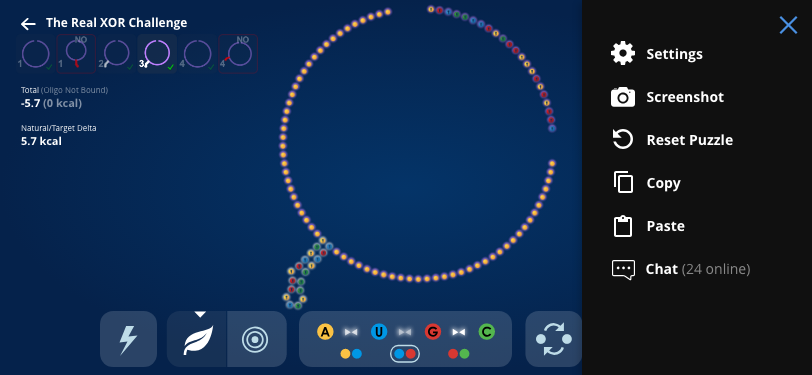 The Real XOR Challenge
NO NO
1 1 2 3 4 4
Total (Oligo Not Bound)
-5.7 (0 kcal)
Natural/Target Delta
5.7 kcal
A U G C
Settings
Screenshot
Reset Puzzle
Copy
Paste
Chat (24 online)